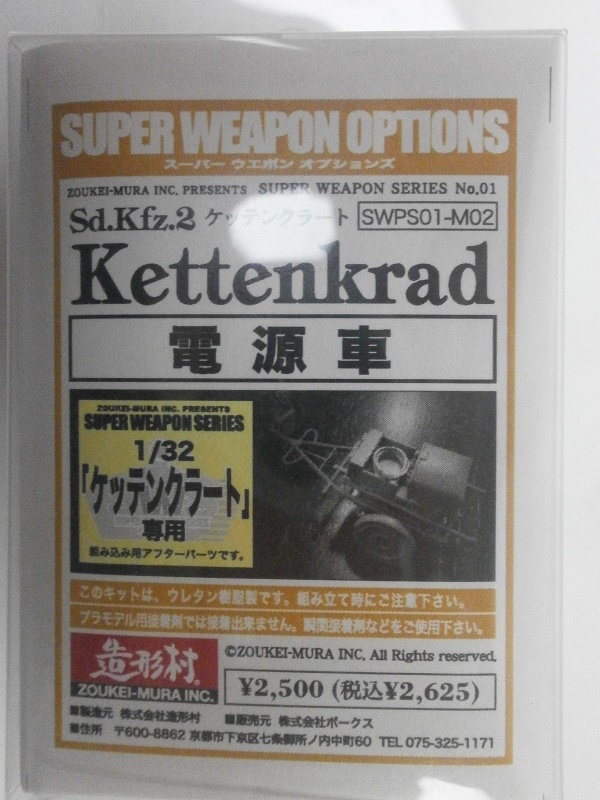 SUPER WEAPON OPTIONS
スーパー ウエポン オプションズ
ZOUKEI-MURA INC. PRESENTS SUPER WEAPON SERIES No.01
Sd.Kfz.2 ケッテンクラート SWPS01-M02
Kettenkrad
電源車
ZOUKEI-MURA INC. PRESENTS
SUPER WEAPON SERIES
1/32
「ケッテンクラート」
専用
組み込み用アフターパーツです。
このキットは、ウレタン樹脂製です。組み立て時にご注意下さい。
プラモデル用接着剤では接着出来ません。瞬間接着剤などをご使用下さい。
造形村
ZOUKEI-MURA INC.
©ZOUKEI-MURA INC. All Rights reserved.
¥2,500 (税込¥2,625)
■製造元 株式会社造形村 ■販売元 株式会社ボークス
■住所 〒600-8862 京都市下京区七条御所ノ内中町60 TEL 075-325-1171